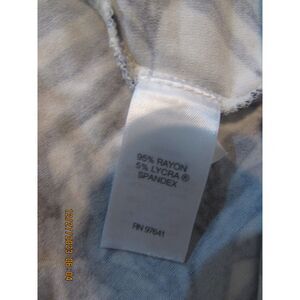 95% RAYON
5% LYCRA ®
SPANDEX
RN 97641